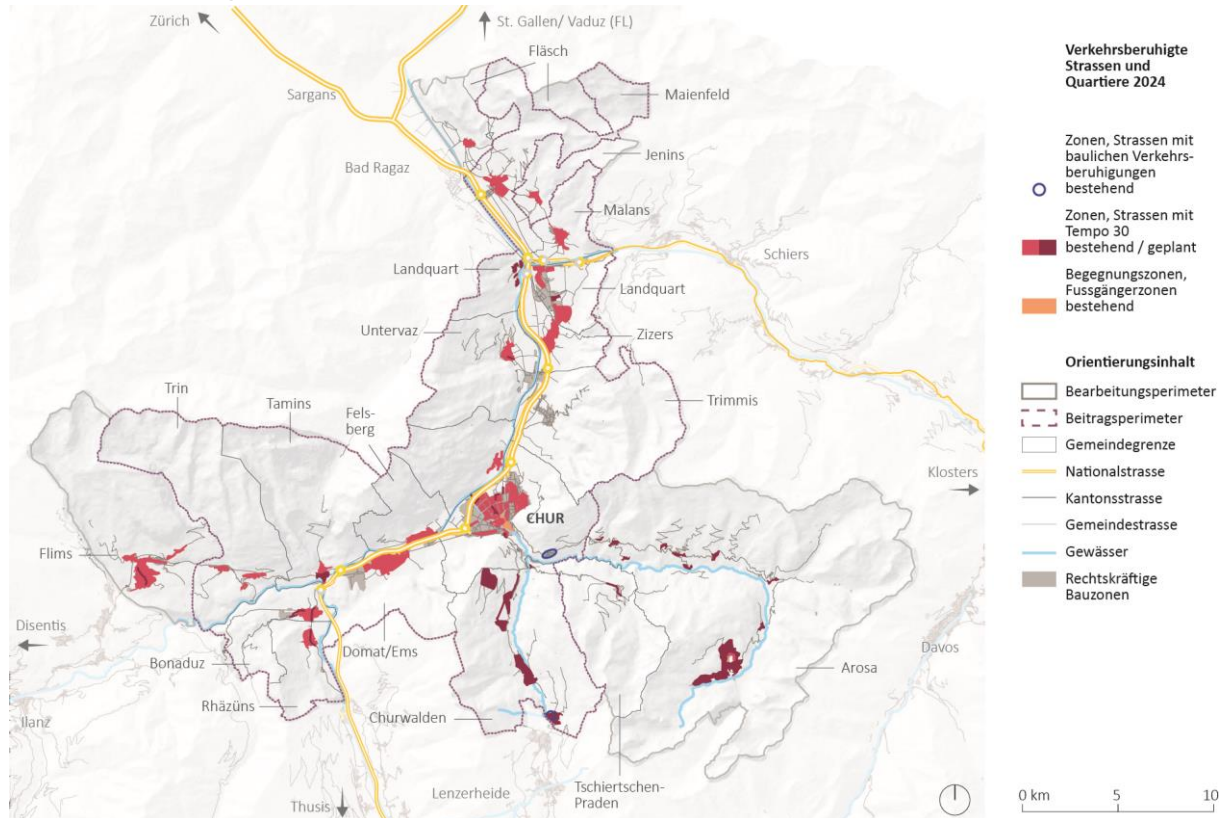 Zürich
St. Gallen/ Vaduz (FL)
Fläsch
Maienfeld
Sargans
Jenins
Bad Ragaz
Malans
Landquart
Schiers
Landquart
Untervaz
Zizers
Trin
Tamins
Fels-
berg
Trimmis
Klosters
CHUR
Flims
Disentis
Bonaduz
Domat/Ems
Arosa
Davos
Rhäzüns
Ilanz
Churwalden
Tschiertschen-
Praden
Lenzerheide
Thusis
Verkehrsberuhigte
Strassen und
Quartiere 2024
Zonen, Strassen mit
baulichen Verkehrs-
beruhigungen
bestehend
Zonen, Strassen mit
Tempo 30
bestehend / geplant
Begegnungszonen,
Fussgängerzonen
bestehend
Orientierungsinhalt
Bearbeitungsperimeter
Beitragsperimeter
Gemeindegrenze
Nationalstrasse
Kantonsstrasse
Gemeindestrasse
Gewässer
Rechtskräftige
Bauzonen
0 km 5 10